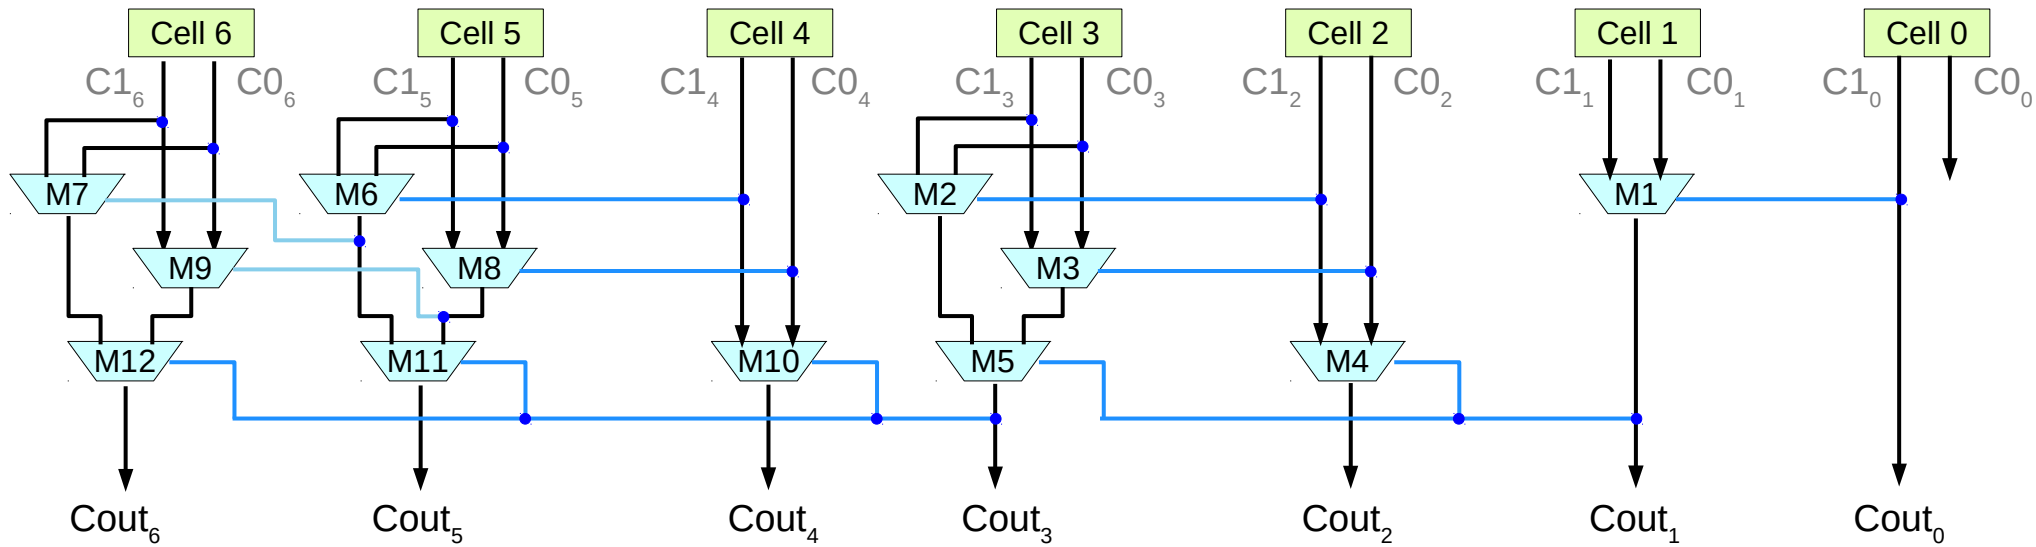 Cell 6 Cell 5 Cell 4 Cell 3 Cell 2 Cell 1 Cell 0
C1₆ C0₆ C1₅ C0₅ C1₄ C0₄ C1₃ C0₃ C1₂ C0₂ C1₁ C0₁ C1₀ C0₀
M7 M6 M2 M1
M9 M8 M3
M12 M11 M10 M5 M4
Cout₆ Cout₅ Cout₄ Cout₃ Cout₂ Cout₁ Cout₀